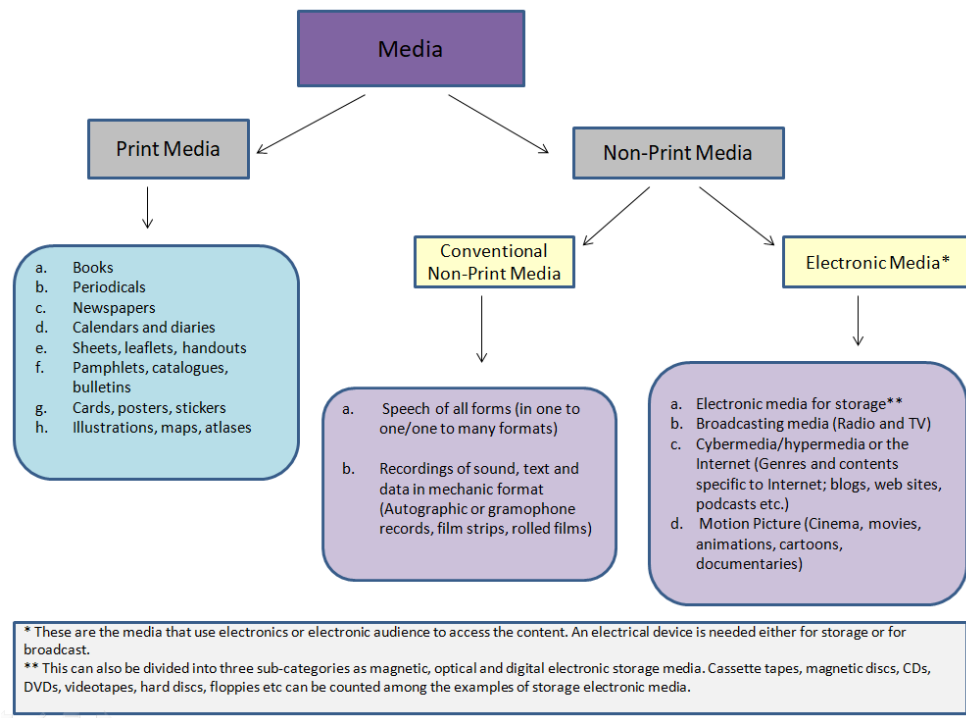 Media
Print Media
Non-Print Media
Conventional
Non-Print Media
Electronic Media*
a. Books
b. Periodicals
c. Newspapers
d. Calendars and diaries
e. Sheets, leaflets, handouts
f. Pamphlets, catalogues,
bulletins
g. Cards, posters, stickers
h. Illustrations, maps, atlases
a. Speech of all forms (in one to
one/one to many formats)
b. Recordings of sound, text and
data in mechanic format
(Autographic or gramophone
records, film strips, rolled films)
a. Electronic media for storage**
b. Broadcasting media (Radio and TV)
c. Cybermedia/hypermedia or the
Internet (Genres and contents
specific to Internet; blogs, web sites,
podcasts etc.)
d. Motion Picture (Cinema, movies,
animations, cartoons,
documentaries)
* These are the media that use electronics or electronic audience to access the content. An electrical device is needed either for storage or for
broadcast.
** This can also be divided into three sub-categories as magnetic, optical and digital electronic storage media. Cassette tapes, magnetic discs, CDs,
DVDs, videotapes, hard discs, floppies etc can be counted among the examples of storage electronic media.